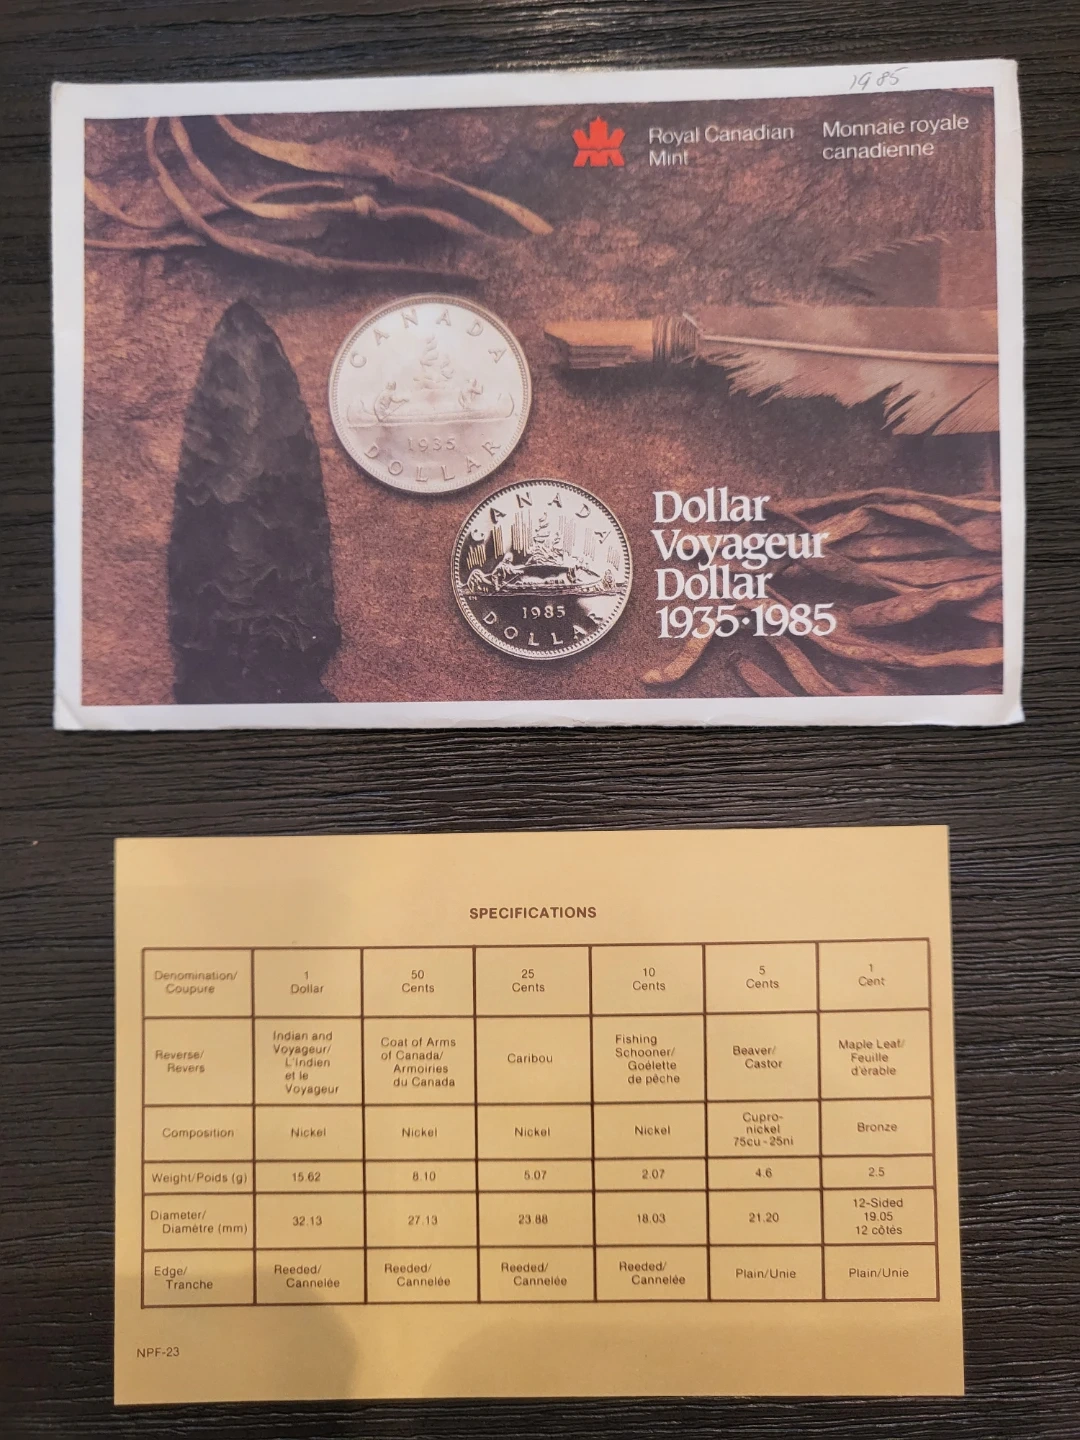 1985
Royal Canadian
Mint
Monnaie royale
canadienne
CANADA
1935
DOLLAR
CANADA
1985
DOLLAR
Dollar
Voyageur
Dollar
1935·1985
SPECIFICATIONS
Denomination/
Coupure
1
Dollar
50
Cents
25
Cents
10
Cents
5
Cents
1
Cent
Reverse/
Revers
Indian and
Voyageur/
L'Indien
et le
Voyageur
Coat of Arms
of Canada/
Armoiries
du Canada
Caribou
Fishing
Schooner/
Goélette
de pêche
Beaver/
Castor
Maple Leaf/
Feuille
d'érable
Composition
Nickel
Nickel
Nickel
Nickel
Cupro-
nickel
75cu-25ni
Bronze
Weight/Poids (g)
15.62
8.10
5.07
2.07
4.6
2.5
Diameter/
Diamètre (mm)
32.13
27.13
23.88
18.03
21.20
12-Sided
19.05
12 côtés
Edge/
Tranche
Reeded/
Cannelée
Reeded/
Cannelée
Reeded/
Cannelée
Reeded/
Cannelée
Plain/Unie
Plain/Unie
NPF-23